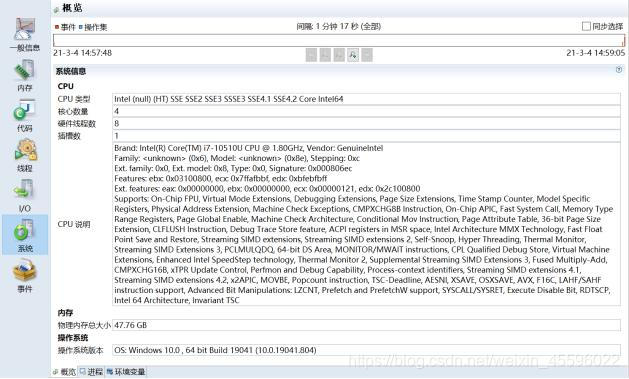 概览
事件 操作集
间隔: 1 分钟 17 秒 (全部)
同步选择
21-3-4 14:57:48
21-3-4 14:59:05
一般信息
内存
代码
线程
I/O
系统
事件
系统信息
CPU
CPU 类型 Intel (null) (HT) SSE SSE2 SSE3 SSSE3 SSE4.1 SSE4.2 Core Intel64
核心数量 4
硬件线程数 8
插槽数 1
CPU 说明
Brand: Intel(R) Core(TM) i7-10510U CPU @ 1.80GHz, Vendor: GenuineIntel
Family: <unknown> (0x6), Model: <unknown> (0x8e), Stepping: 0xc
Ext. family: 0x0, Ext. model: 0x8, Type: 0x0, Signature: 0x000806ec
Features: ebx: 0x03100800, ecx: 0x7ffafbbf, edx: 0xbfebfbff
Ext. features: eax: 0x00000000, ebx: 0x00000000, ecx: 0x00000121, edx: 0x2c100800
Supports: On-Chip FPU, Virtual Mode Extensions, Debugging Extensions, Page Size Extensions, Time Stamp Counter, Model Specific
Registers, Physical Address Extension, Machine Check Exceptions, CMPXCHG8B Instruction, On-Chip APIC, Fast System Call, Memory Type
Range Registers, Page Global Enable, Machine Check Architecture, Conditional Mov Instruction, Page Attribute Table, 36-bit Page Size
Extension, CLFLUSH Instruction, Debug Trace Store feature, ACPI registers in MSR space, Intel Architecture MMX Technology, Fast Float
Point Save and Restore, Streaming SIMD extensions, Streaming SIMD extensions 2, Self-Snoop, Hyper Threading, Thermal Monitor,
Streaming SIMD Extensions 3, PCLMULQDQ, 64-bit DS Area, MONITOR/MWAIT instructions, CPL Qualified Debug Store, Virtual Machine
Extensions, Enhanced Intel SpeedStep technology, Thermal Monitor 2, Supplemental Streaming SIMD Extensions 3, Fused Multiply-Add,
CMPXCHG16B, xTPR Update Control, Perfmon and Debug Capability, Process-context identifiers, Streaming SIMD extensions 4.1,
Streaming SIMD extensions 4.2, x2APIC, MOVBE, Popcount instruction, TSC-Deadline, AESNI, XSAVE, OSXSAVE, AVX, F16C, LAHF/SAHF
instruction support, Advanced Bit Manipulations: LZCNT, Prefetch and PrefetchW support, SYSCALL/SYSRET, Execute Disable Bit, RDTSCP,
Intel 64 Architecture, Invariant TSC
内存
物理内存总大小 47.76 GB
操作系统
操作系统版本 OS: Windows 10.0 , 64 bit Build 19041 (10.0.19041.804)
概览 进程 环境变量
https://blog.csdn.net/weixin_45596022